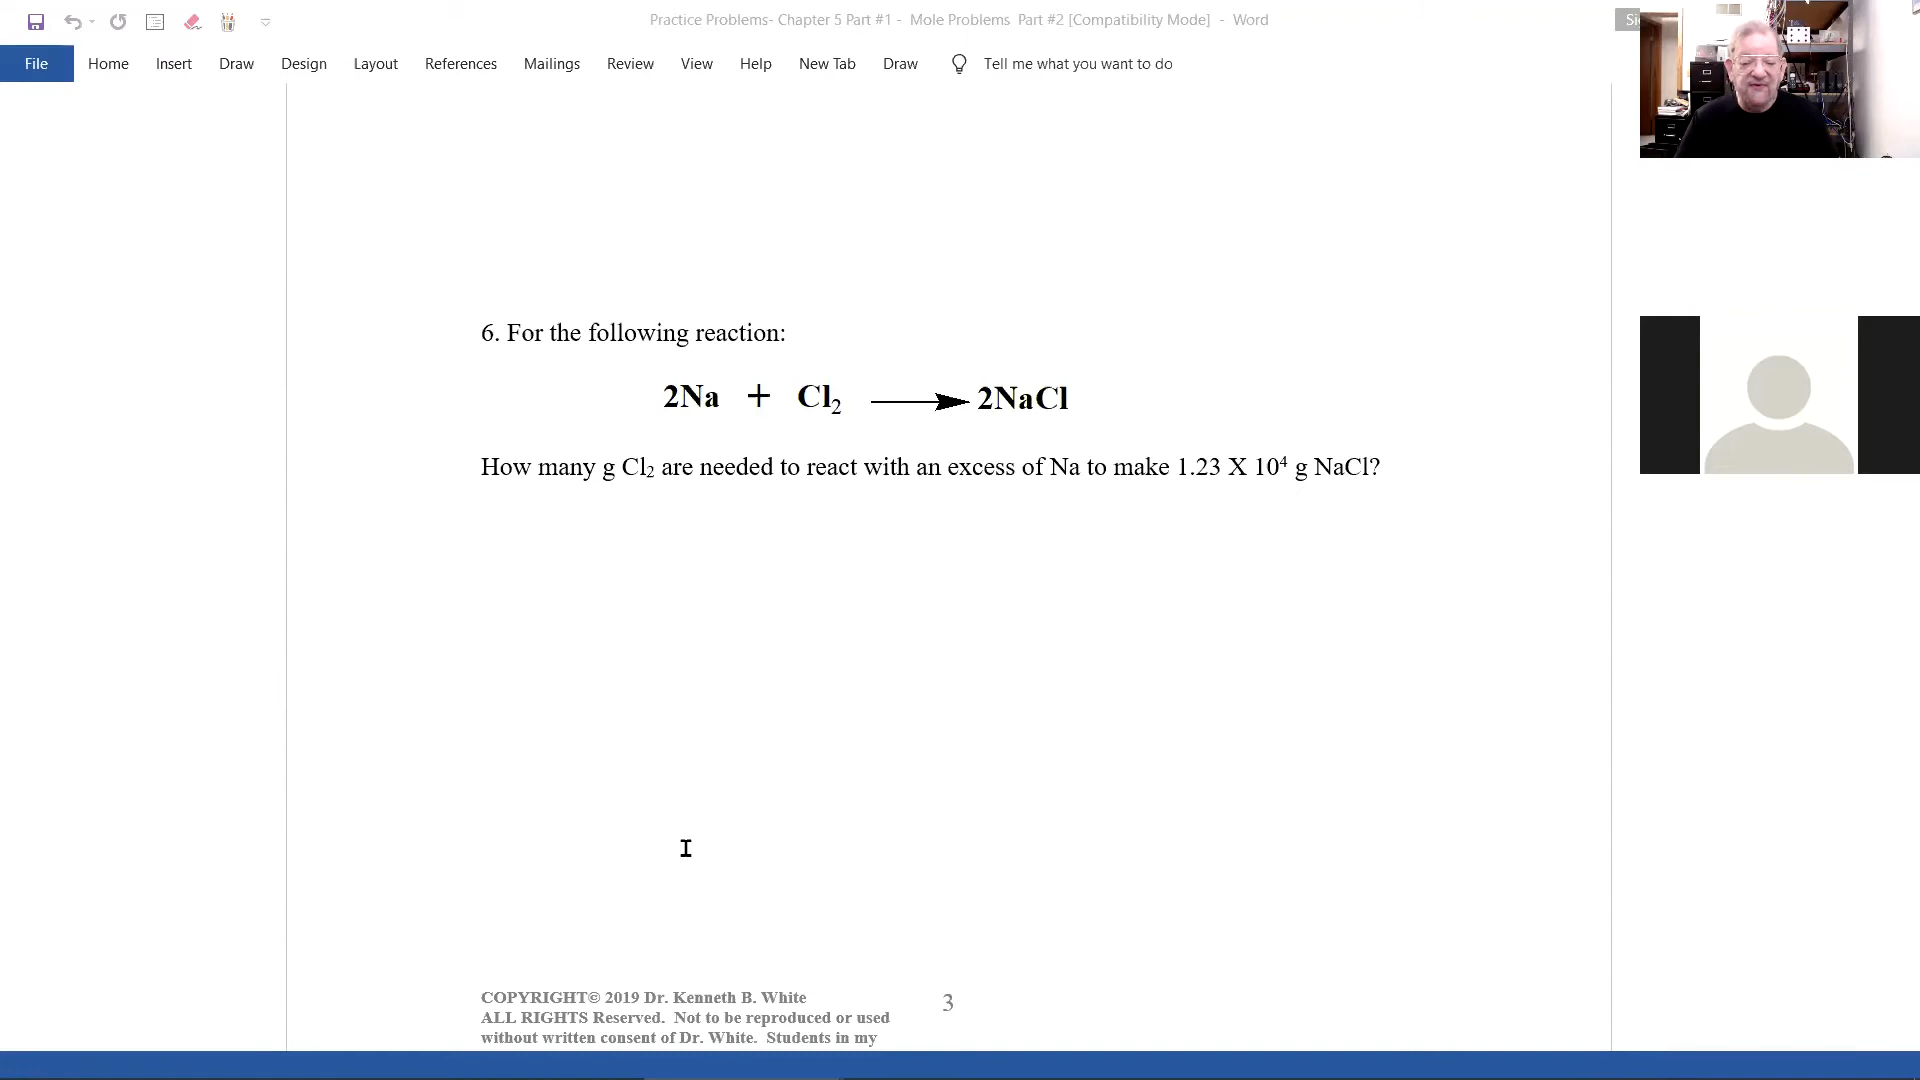 Practice Problems- Chapter 5 Part #1 - Mole Problems Part #2 [Compatibility Mode] - Word
File Home Insert Draw Design Layout References Mailings Review View Help New Tab Draw Tell me what you want to do
6. For the following reaction:
2Na + Cl₂ ⟶ 2NaCl
How many g Cl₂ are needed to react with an excess of Na to make 1.23 X 10⁴ g NaCl?
COPYRIGHT© 2019 Dr. Kenneth B. White
3
ALL RIGHTS Reserved. Not to be reproduced or used
without written consent of Dr. White. Students in my